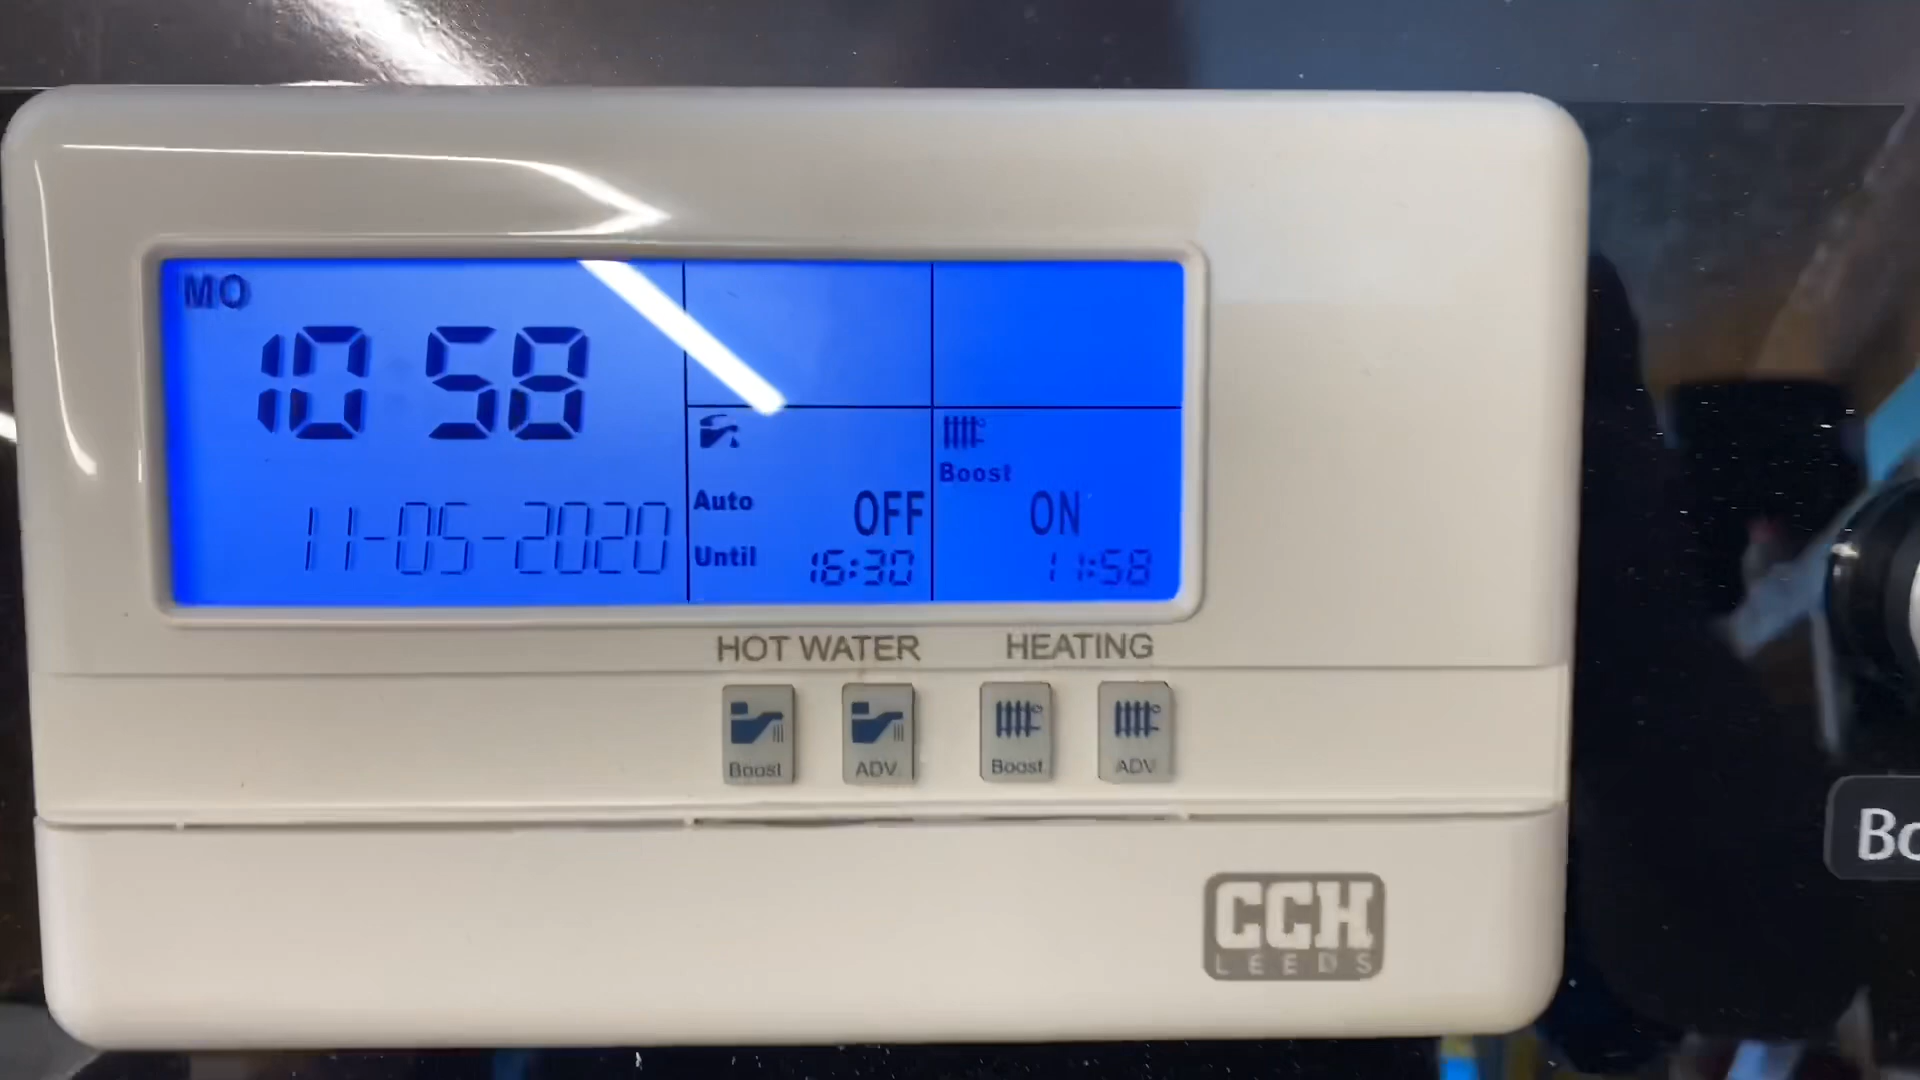 MO
10 58
11-05-2020
Auto OFF
Until 16:30
Boost
ON
11:58
HOT WATER HEATING
Boost ADV. Boost ADV
CCH
LEEDS